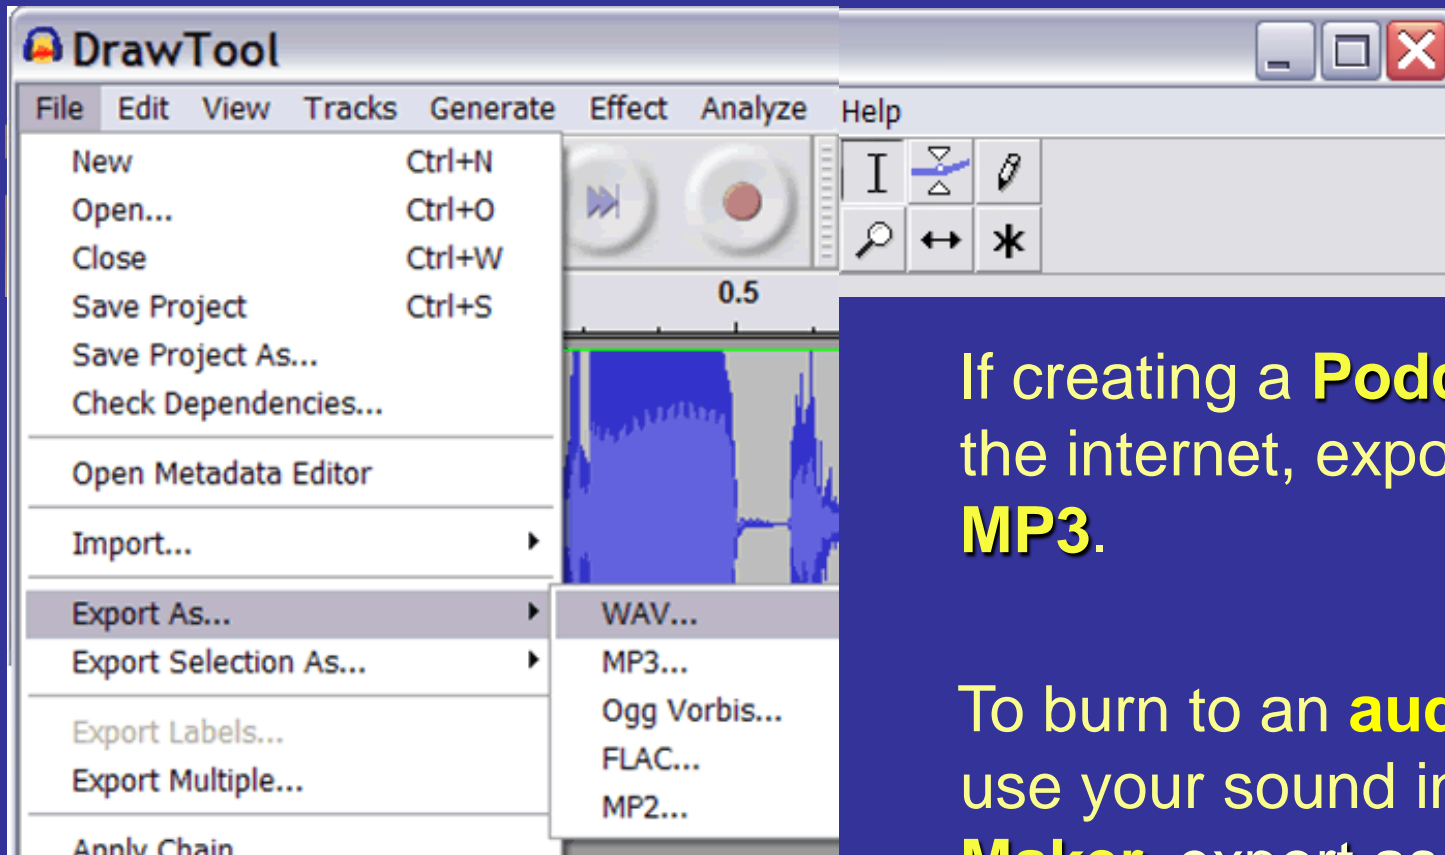 DrawTool
File Edit View Tracks Generate Effect Analyze Help
New Ctrl+N
Open... Ctrl+O
Close Ctrl+W
Save Project Ctrl+S
Save Project As...
Check Dependencies...
Open Metadata Editor
Import...
Export As...
Export Selection As...
Export Labels...
Export Multiple...
Apply Chain
WAV...
MP3...
Ogg Vorbis...
FLAC...
MP2...
0.5
If creating a
the internet,
MP3.
To burn to an
use your sound
Maker, export as